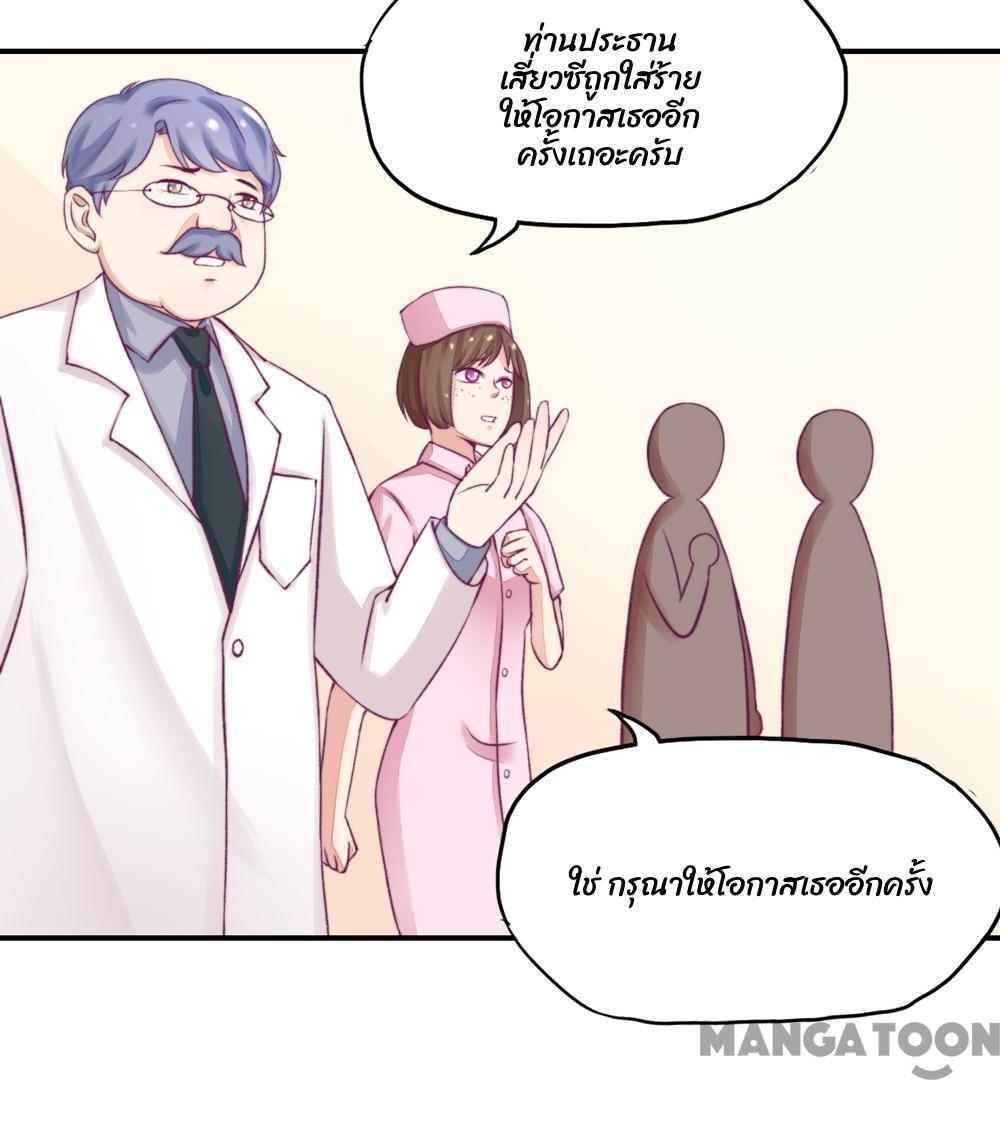 ท่านประธาน
เสี่ยวซีถูกใส่ร้าย
ให้โอกาสเธออีก
ครั้งเถอะครับ
ใช่ กรุณาให้โอกาสเธออีกครั้ง
MANGATOON